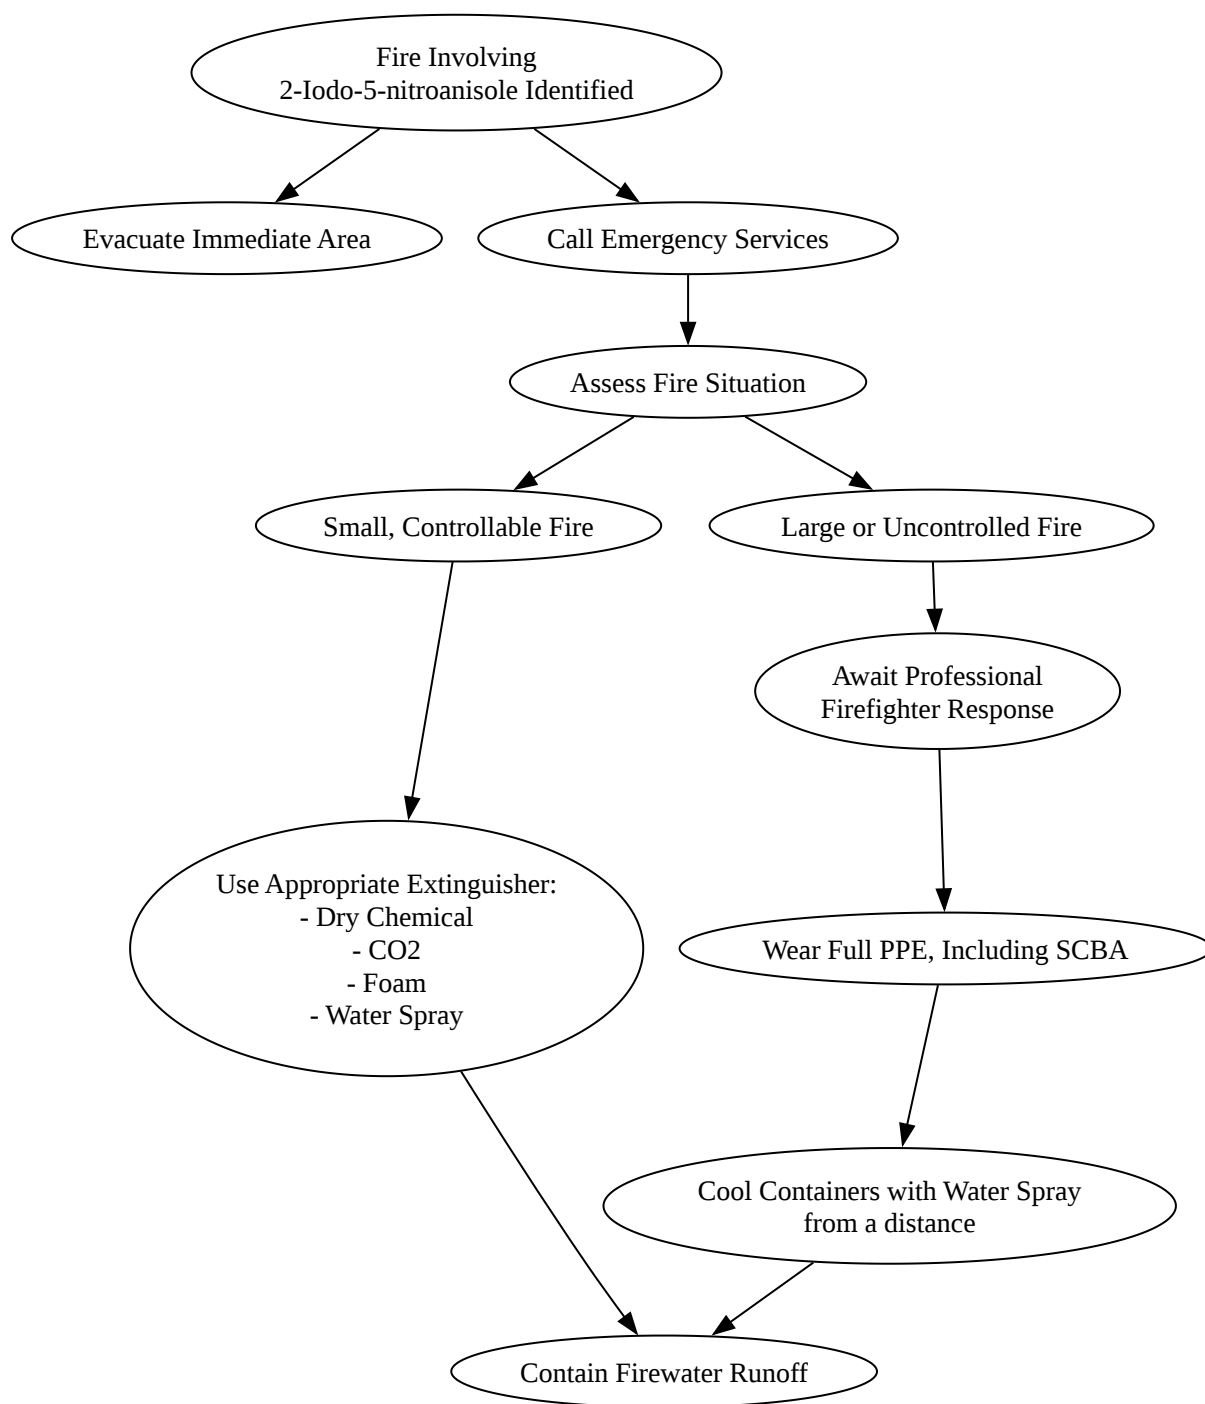 Fire Involving
2-Iodo-5-nitroanisole Identified
Evacuate Immediate Area
Call Emergency Services
Assess Fire Situation
Small, Controllable Fire
Large or Uncontrolled Fire
Await Professional
Firefighter Response
Use Appropriate Extinguisher:
- Dry Chemical
- CO2
- Foam
- Water Spray
Wear Full PPE, Including SCBA
Cool Containers with Water Spray
from a distance
Contain Firewater Runoff